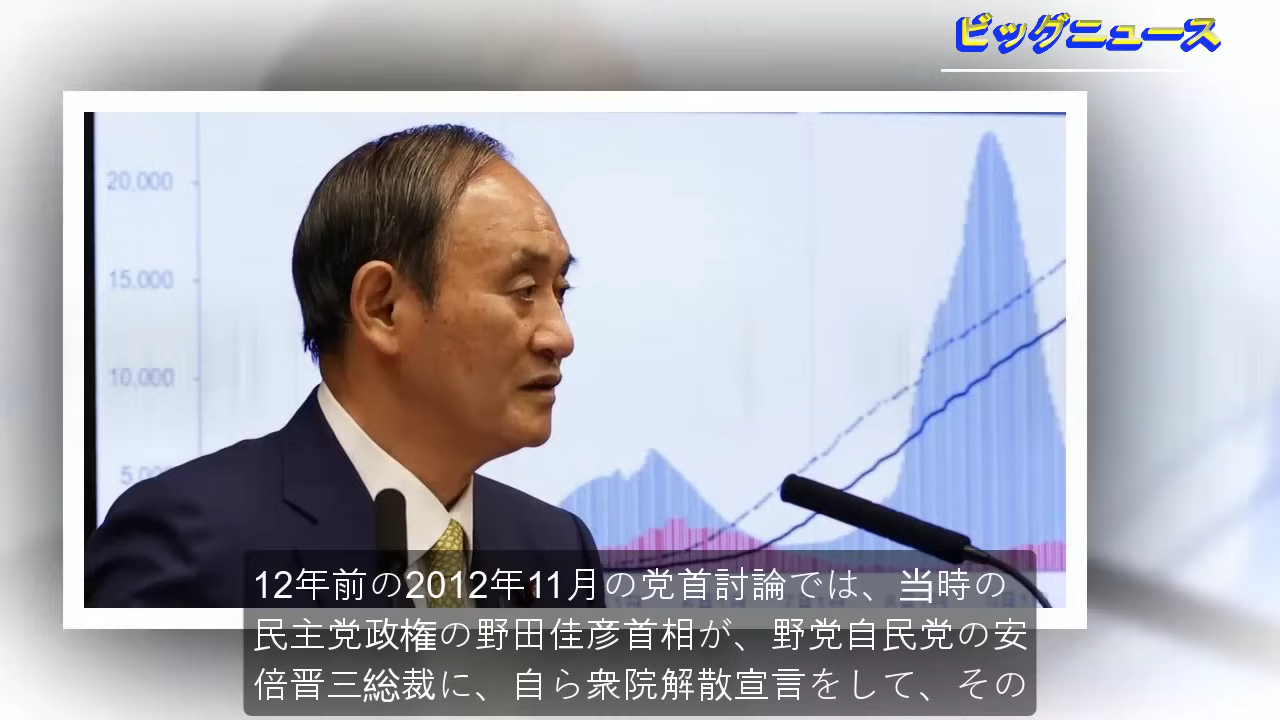 ビッグニュース
20,000
15,000
10,000
12年前の2012年11月の党首討論では、当時の
民主党政権の野田佳彦首相が、野党自民党の安
倍晋三総裁に、自ら衆院解散宣言をして、その